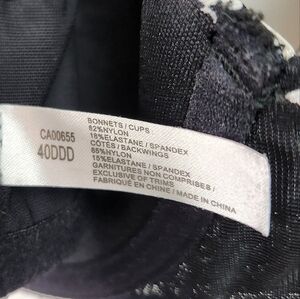 CA00655
40DDD
BONNETS / CUPS :
82%NYLON
18%ELASTANE / SPANDEX
CÔTÉS / BACKWINGS
85%NYLON
15%ELASTANE / SPANDEX
GARNITURES NON COMPRISES /
EXCLUSIVE OF TRIMS
FABRIQUÉ EN CHINE / MADE IN CHINA